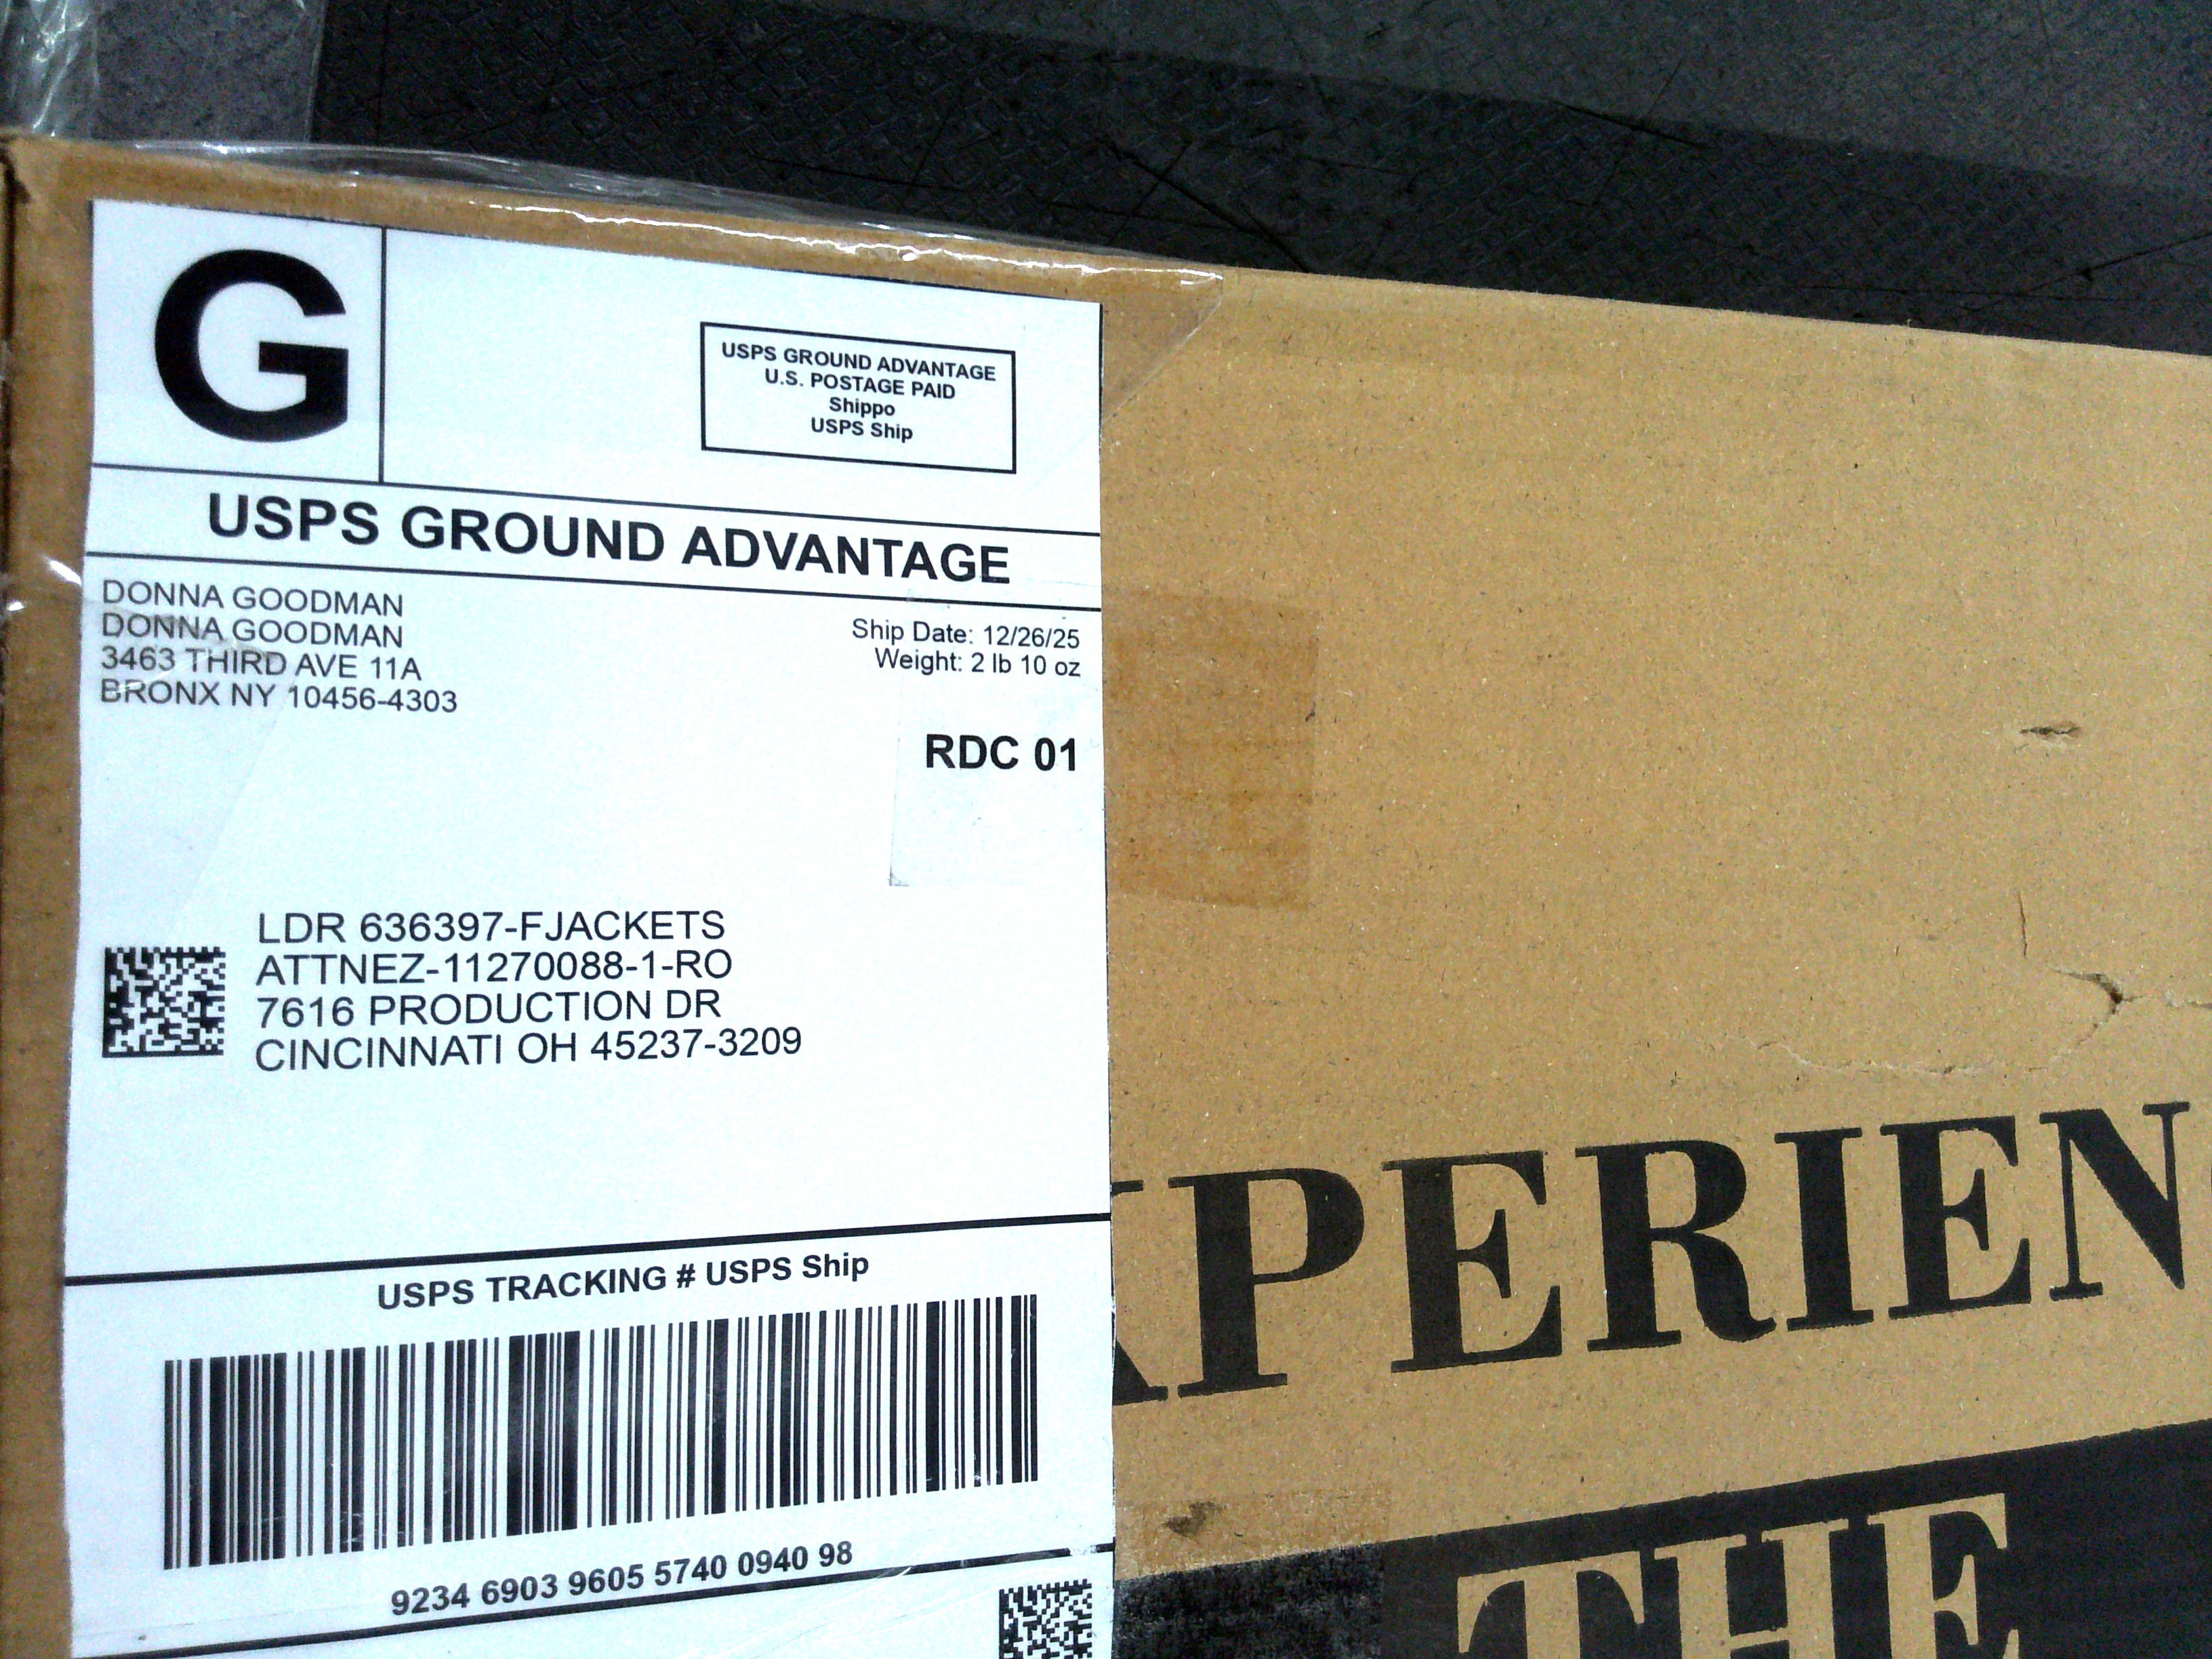 G
USPS GROUND ADVANTAGE
U.S. POSTAGE PAID
Shippo
USPS Ship
USPS GROUND ADVANTAGE
DONNA GOODMAN
DONNA GOODMAN
3463 THIRD AVE 11A
BRONX NY 10456-4303
Ship Date: 12/26/25
Weight: 2 lb 10 oz
RDC 01
LDR 636397-FJACKETS
ATTNEZ-11270088-1-RO
7616 PRODUCTION DR
CINCINNATI OH 45237-3209
USPS TRACKING # USPS Ship
9234 6903 9605 5740 0940 98
XPERIEN
THE